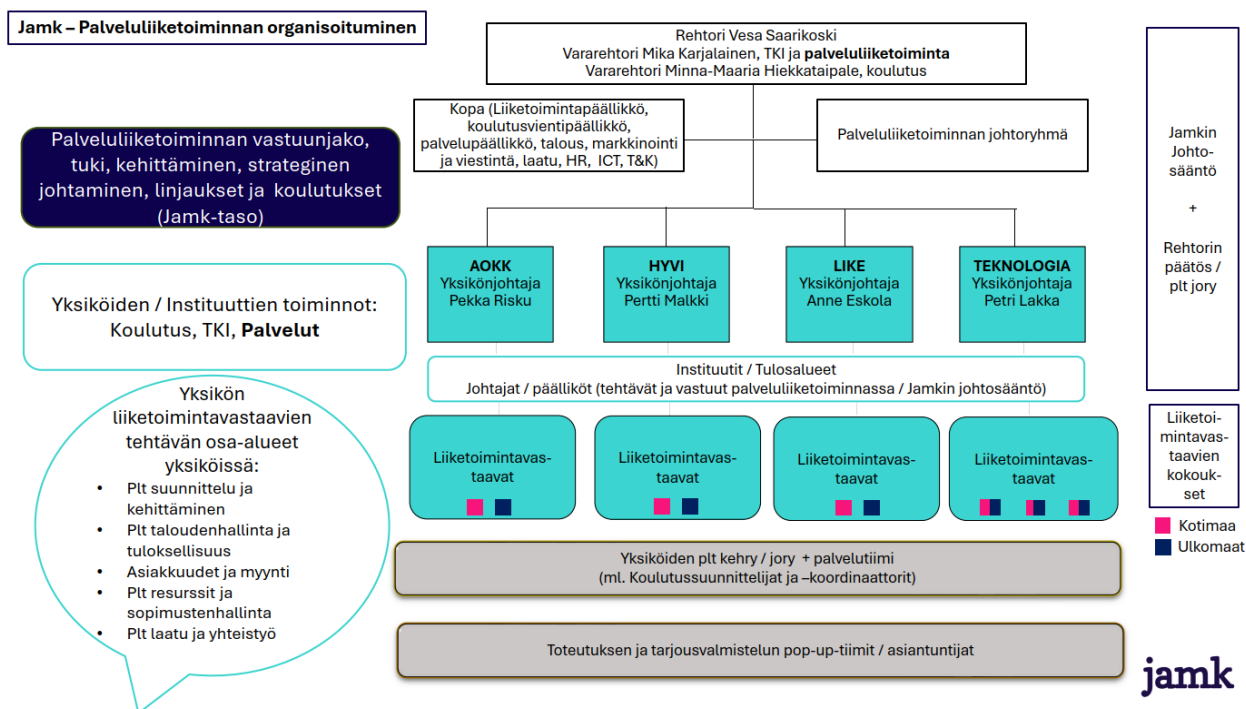 Jamk – Palveluliiketoiminnan organisoituminen
Rehtori Vesa Saarikoski
Vararehtori Mika Karjalainen, TKI ja palveluliiketoiminta
Vararehtori Minna-Maaria Hiekkataipale, koulutus
Kopa (Liiketoimintapäällikkö,
koulutusvientipäällikkö,
palvelupäällikkö, talous, markkinointi
ja viestintä, laatu, HR, ICT, T&K)
Palveluliiketoiminnan johtoryhmä
Palveluliiketoiminnan vastuunjako,
tuki, kehittäminen, strateginen
johtaminen, linjaukset ja koulutukset
(Jamk-taso)
Jamkin
Johto-
sääntö
+
Rehtorin
päätös /
plt jory
AOKK
Yksikönjohtaja
Pekka Risku
HYVI
Yksikönjohtaja
Pertti Malkki
LIKE
Yksikönjohtaja
Anne Eskola
TEKNOLOGIA
Yksikönjohtaja
Petri Lakka
Yksiköiden / Instituuttien toiminnot:
Koulutus, TKI, Palvelut
Instituutit / Tulosalueet
Johtajat / päälliköt (tehtävät ja vastuut palveluliiketoiminnassa / Jamkin johtosääntö)
Yksikön
liiketoimintavastaavien
tehtävän osa-alueet
yksiköissä:
• Plt suunnittelu ja
kehittäminen
• Plt taloudenhallinta ja
tuloksellisuus
• Asiakkuudet ja myynti
• Plt resurssit ja
sopimustenhallinta
• Plt laatu ja yhteistyö
Liiketoimintavas-
taavat
Liiketoimintavas-
taavat
Liiketoimintavas-
taavat
Liiketoimintavas-
taavat
Liiketoi-
mintavas-
taavien
kokouk-
set
Kotimaa
Ulkomaat
Yksiköiden plt kehry / jory + palvelutiimi
(ml. Koulutussuunnittelijat ja –koordinaattorit)
Toteutuksen ja tarjousvalmistelun pop-up-tiimit / asiantuntijat
jamk